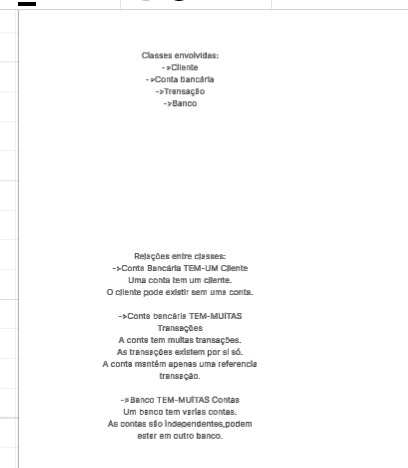 Classes envolvidas:
->Cliente
->Conta bancária
->Transação
->Banco
Relações entre classes:
->Conta Bancária TEM-UM Cliente
Uma conta tem um cliente.
O cliente pode existir sem uma conta.
->Conta bancária TEM-MUITAS
Transações
A conta tem muitas transações.
As transações existem por si só.
A conta mantém apenas uma referencia
transação.
->Banco TEM-MUITAS Contas
Um banco tem varias contas.
As contas são independentes,podem
estar em outro banco.